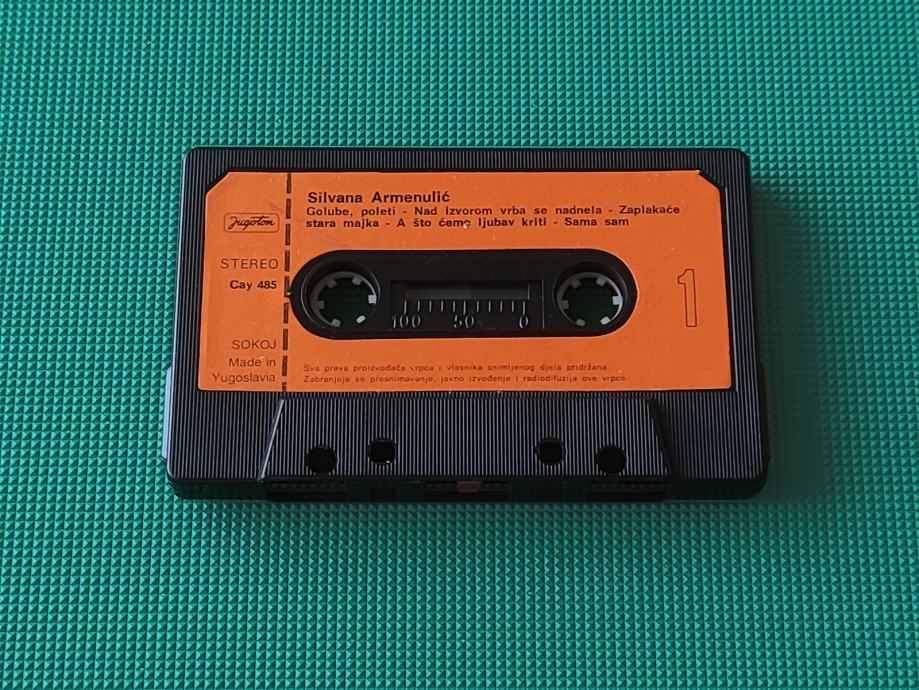 Silvana Armenulić
Golube, poleti - Nad izvorom vrba se nadnela - Zaplakaće
stara majka - A što ćemo ljubav kriti - Sama sam
Jugoton
STEREO
Cay 485
1
100 50 0
SOKOJ
Made in
Yugoslavia
Sva prava proizvođača vrpca i vlasnika snimljenog djela pridržana.
Zabranjuje se presnimavanje, javno izvođenje i radiodifuzija ove vrpce